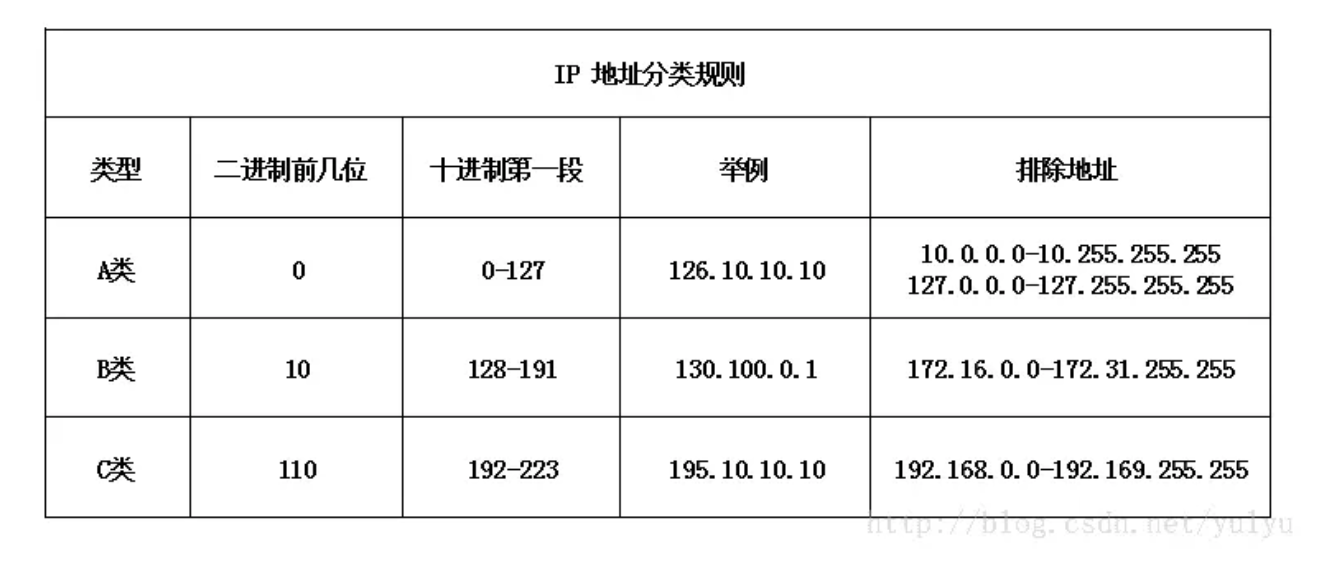 IP 地址分类规则
类型 二进制前几位 十进制第一段 举例 排除地址
A类 0 0-127 126.10.10.10 10.0.0.0-10.255.255.255
127.0.0.0-127.255.255.255
B类 10 128-191 130.100.0.1 172.16.0.0-172.31.255.255
C类 110 192-223 195.10.10.10 192.168.0.0-192.169.255.255
http://blog.csdn.net/yulyu